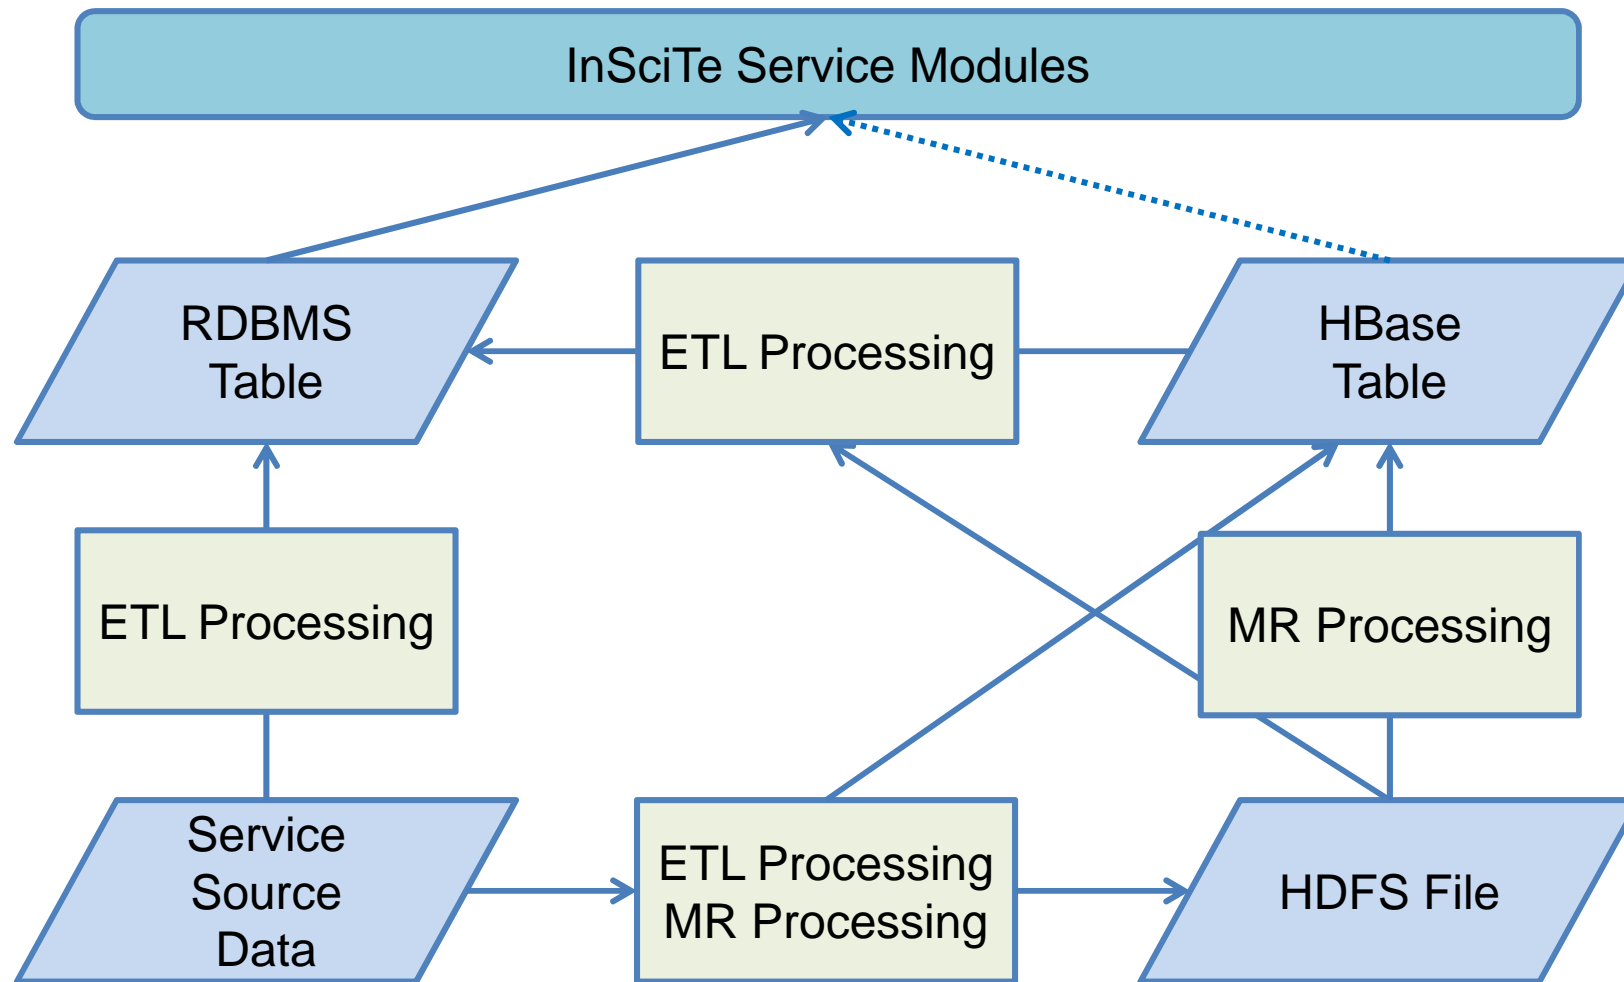 InSciTe Service Modules
RDBMS
Table
ETL Processing
HBase
Table
ETL Processing
MR Processing
Service
Source
Data
ETL Processing
MR Processing
HDFS File